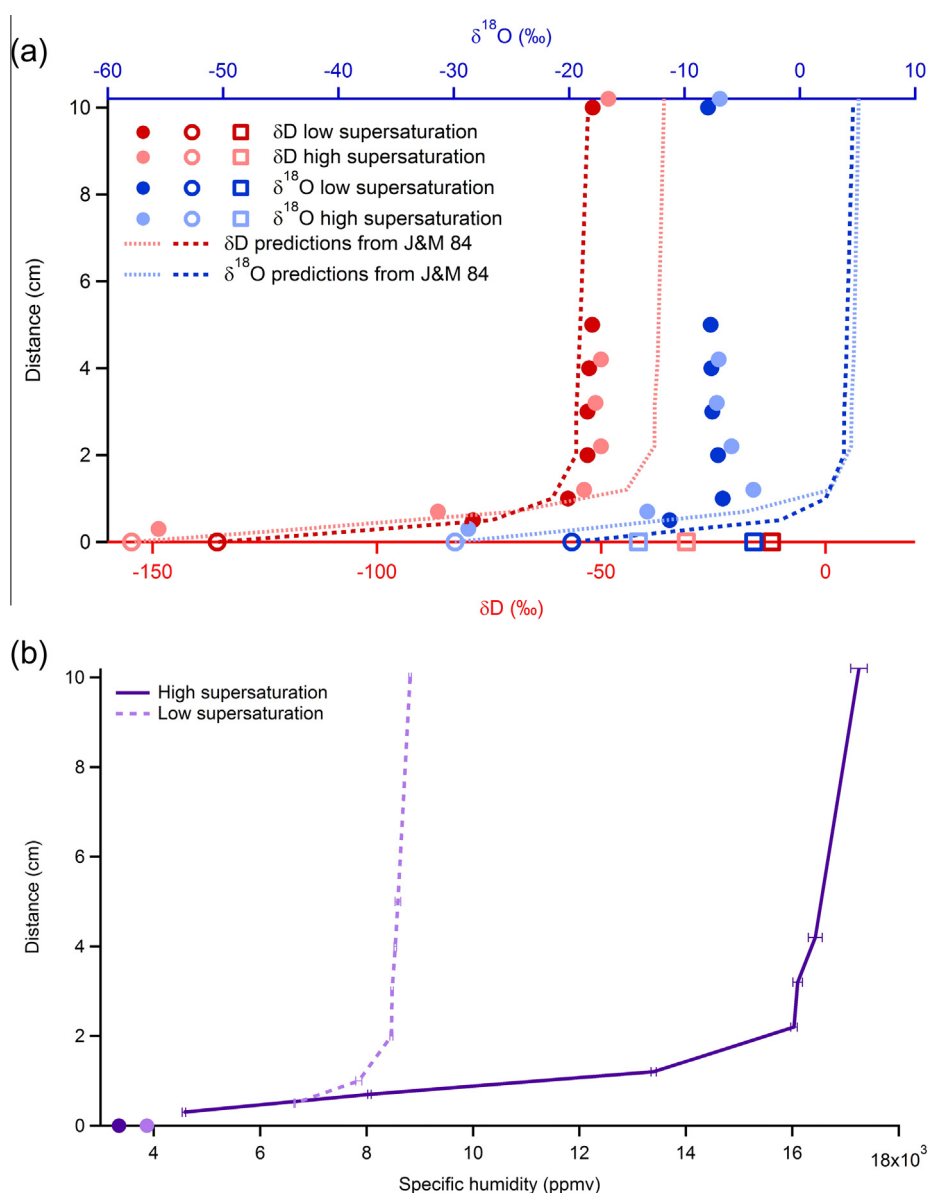 (a)
δ18O (‰)
-60 -50 -40 -30 -20 -10 0 10
10
8
6
4
2
0
Distance (cm)
δD low supersaturation
δD high supersaturation
δ18O low supersaturation
δ18O high supersaturation
δD predictions from J&M 84
δ18O predictions from J&M 84
-150 -100 -50 0
δD (‰)
(b)
10
8
6
4
2
0
Distance (cm)
High supersaturation
Low supersaturation
4 6 8 10 12 14 16 18x10³
Specific humidity (ppmv)